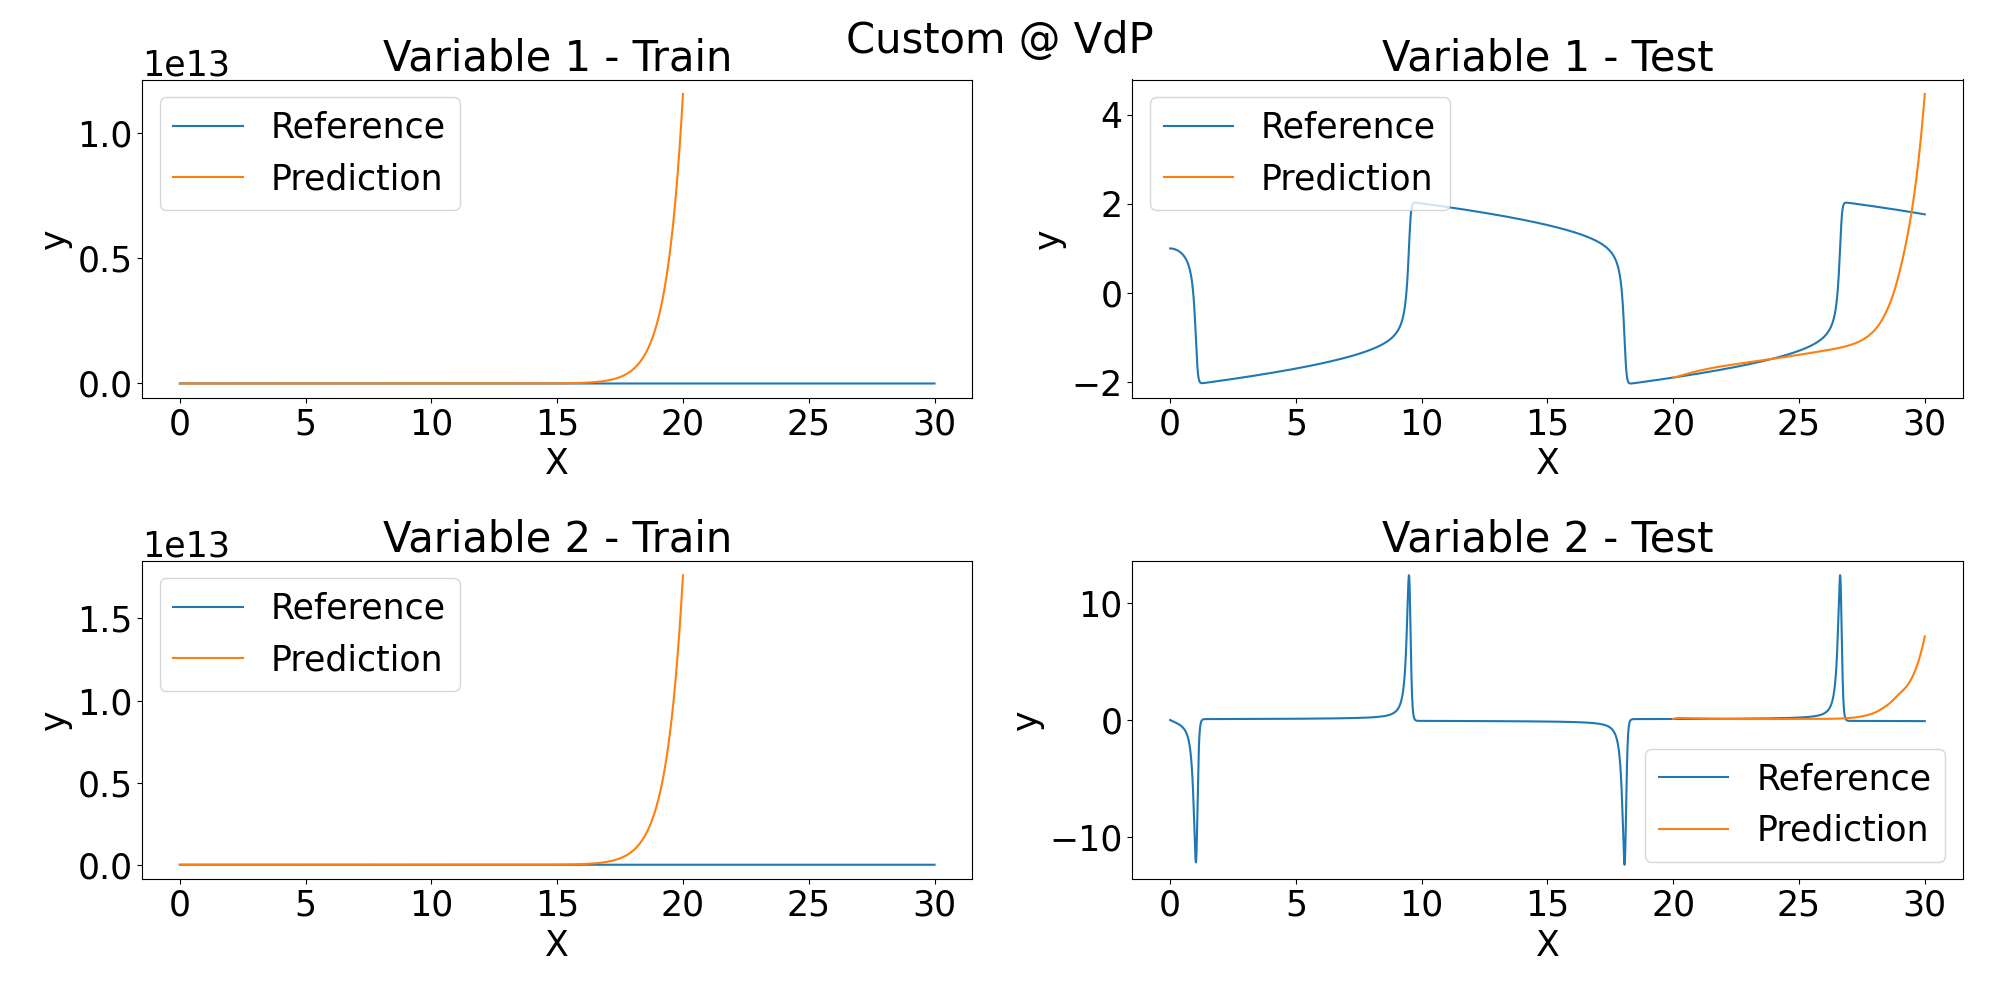 Custom @ VdP
Variable 1 - Train
1e13
1.0
0.5
0.0
y
Reference
Prediction
0 5 10 15 20 25 30
X
Variable 1 - Test
4
2
0
−2
y
Reference
Prediction
0 5 10 15 20 25 30
X
Variable 2 - Train
1e13
1.5
1.0
0.5
0.0
y
Reference
Prediction
0 5 10 15 20 25 30
X
Variable 2 - Test
10
0
−10
y
Reference
Prediction
0 5 10 15 20 25 30
X